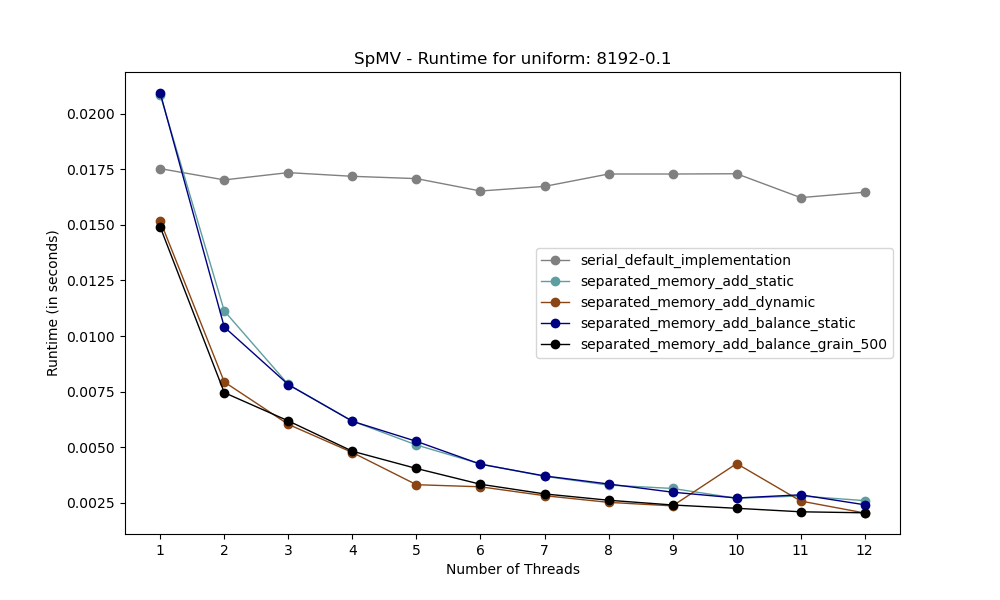 SpMV - Runtime for uniform: 8192-0.1
0.0200
0.0175
0.0150
0.0125
0.0100
0.0075
0.0050
0.0025
Runtime (in seconds)
serial_default_implementation
separated_memory_add_static
separated_memory_add_dynamic
separated_memory_add_balance_static
separated_memory_add_balance_grain_500
1 2 3 4 5 6 7 8 9 10 11 12
Number of Threads